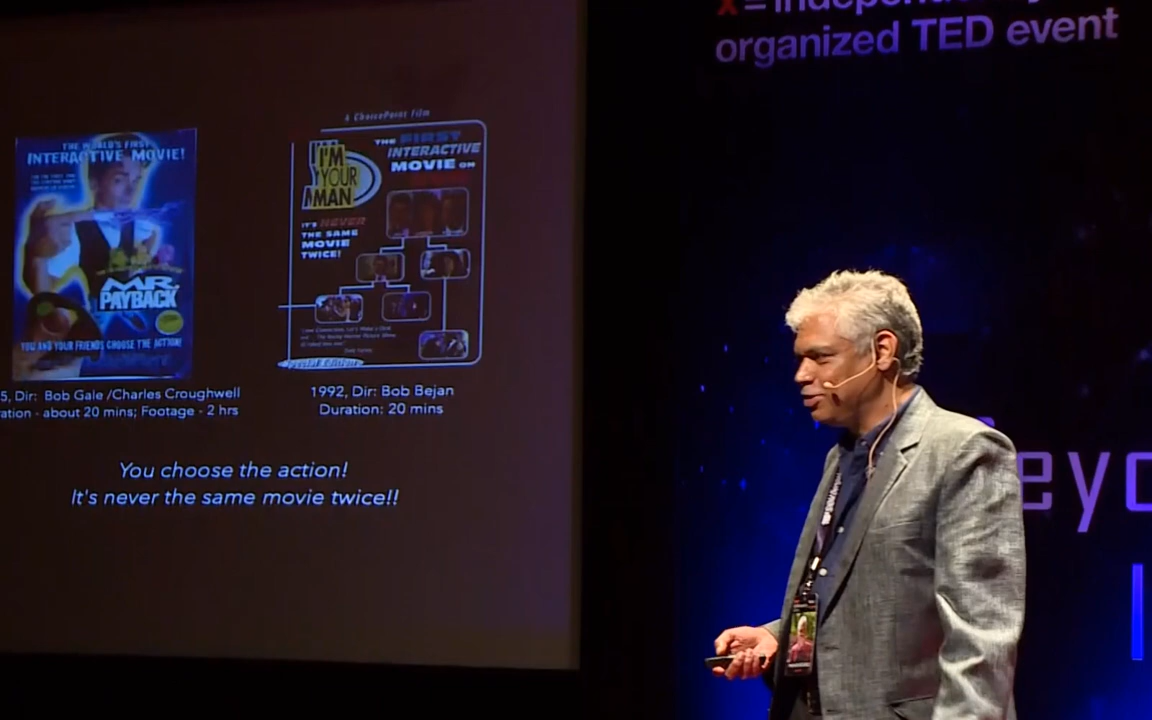 organized TED event
THE WORLD'S FIRST
INTERACTIVE MOVIE!
MR.
PAYBACK
YOU AND YOUR FRIENDS CHOOSE THE ACTION!
A ChoicePoint Film
I'M
YOUR
MAN
THE FIRST
INTERACTIVE
MOVIE ON
IT'S NEVER
THE SAME
MOVIE
TWICE!
Special Edition
5, Dir: Bob Gale /Charles Croughwell
ration - about 20 mins; Footage - 2 hrs
1992, Dir: Bob Bejan
Duration: 20 mins
You choose the action!
It's never the same movie twice!!
eyo